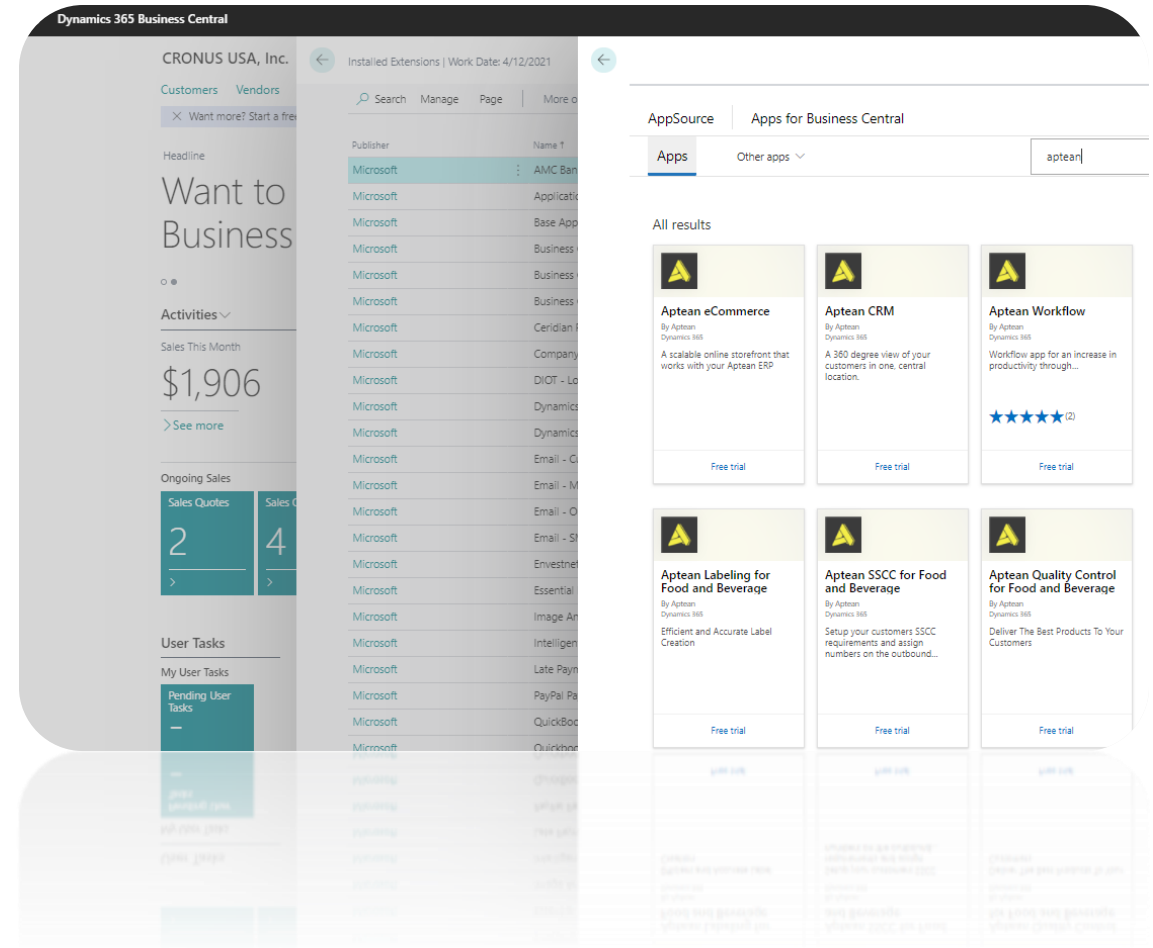 Dynamics 365 Business Central
CRONUS USA, Inc.
Customers Vendors
Want more? Start a free
Headline
Want to
Business
Activities
Sales This Month
$1,906
See more
Ongoing Sales
Sales Quotes
2
Sales
4
User Tasks
My User Tasks
Pending User
Tasks
Installed Extensions | Work Date: 4/12/2021
Search Manage Page More o
Publisher Name
Microsoft AMC Ban
Microsoft Applicatio
Microsoft Base App
Microsoft Business
Microsoft Business
Microsoft Business
Microsoft Ceridian
Microsoft Company
Microsoft DIOT - Lo
Microsoft Dynamics
Microsoft Dynamics
Microsoft Email - Cu
Microsoft Email - M
Microsoft Email - O
Microsoft Email - SM
Microsoft Envestnet
Microsoft Essential
Microsoft Image An
Microsoft Intelligen
Microsoft Late Paym
Microsoft PayPal Pa
Microsoft QuickBoo
Microsoft Quickboo
AppSource Apps for Business Central
Apps Other apps aptean
All results
Aptean eCommerce
By Aptean
Dynamics 365
A scalable online storefront that
works with your Aptean ERP
Free trial
Aptean CRM
By Aptean
Dynamics 365
A 360 degree view of your
customers in one, central
location.
Free trial
Aptean Workflow
By Aptean
Dynamics 365
Workflow app for an increase in
productivity through...
(2)
Free trial
Aptean Labeling for
Food and Beverage
By Aptean
Dynamics 365
Efficient and Accurate Label
Creation
Free trial
Aptean SSCC for Food
and Beverage
By Aptean
Dynamics 365
Setup your customers SSCC
requirements and assign
numbers on the outbound...
Free trial
Aptean Quality Control
for Food and Beverage
By Aptean
Dynamics 365
Deliver The Best Products To Your
Customers
Free trial